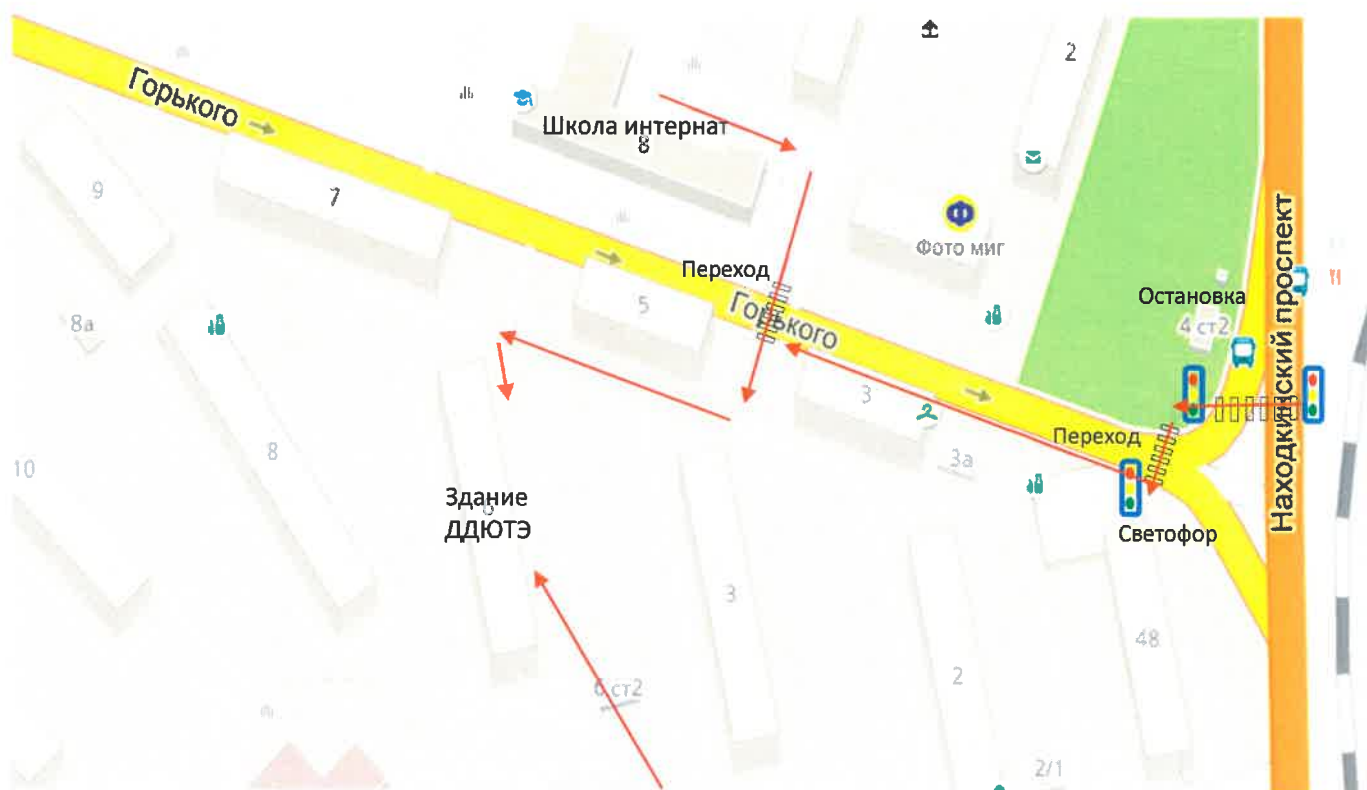 2
Горького
Школа интернат
8
9
7
Находкинский проспект
Фото миг
Переход
5
Горького
Остановка
4 ст2
8а
3
Переход
3а
8
10
Здание
ДДЮТЭ
Светофор
3
48
2
6 ст2
2/1